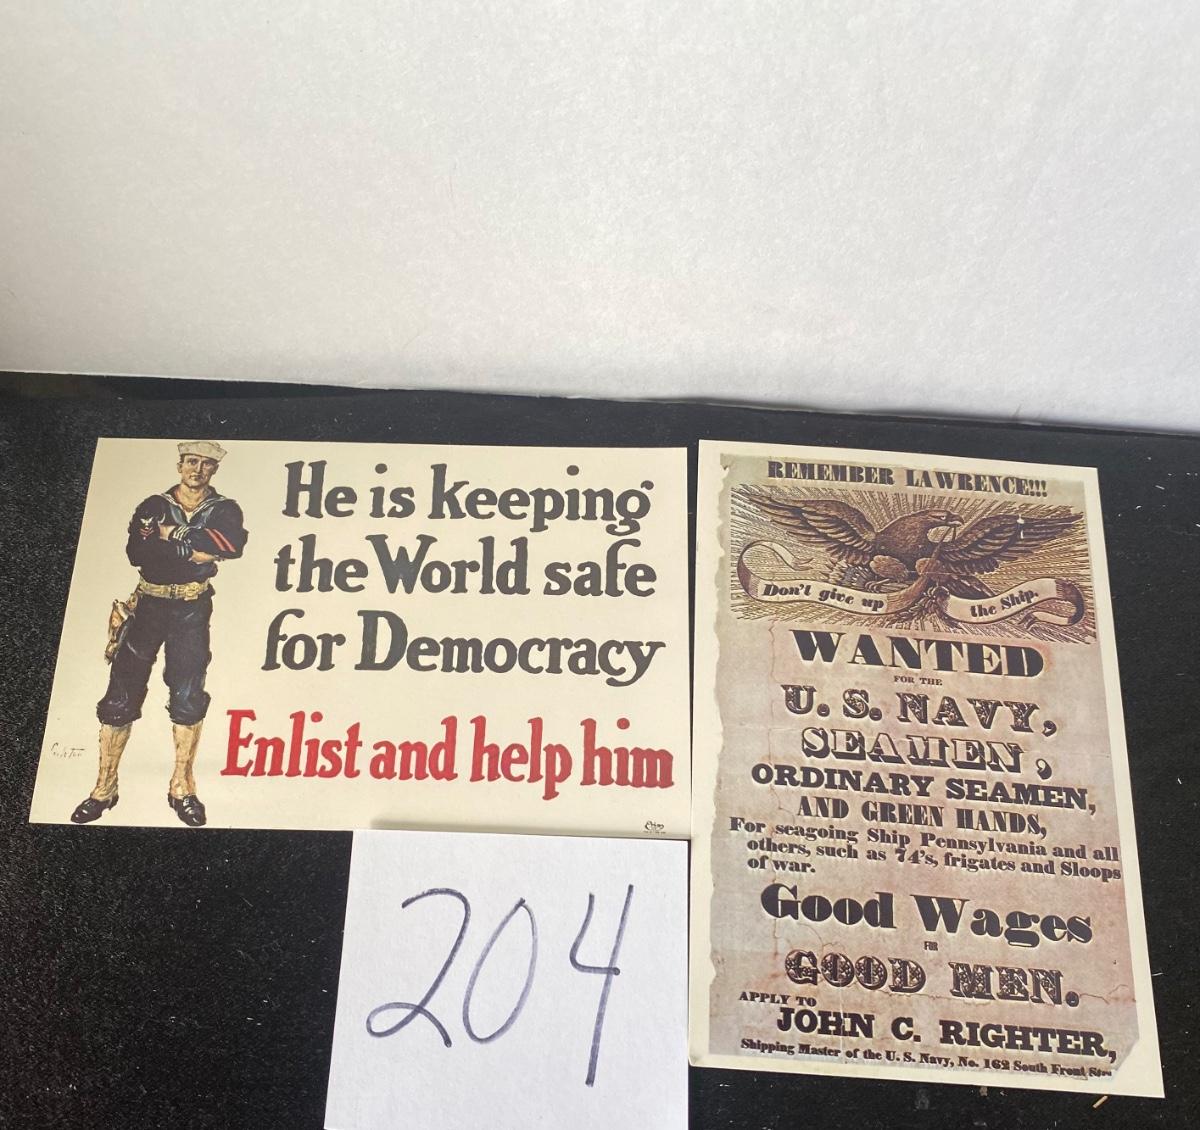 He is keeping
the World safe
for Democracy
Enlist and help him
204
REMEMBER LAWRENCE!!!
Don't give up the Ship.
WANTED
FOR THE
U. S. NAVY,
SEAMEN,
ORDINARY SEAMEN,
AND GREEN HANDS,
For seagoing Ship Pennsylvania and all
others, such as 74's, frigates and Sloops
of war.
Good Wages
FOR
GOOD MEN.
APPLY TO
JOHN C. RIGHTER,
Shipping Master of the U. S. Navy, No. 162 South Front